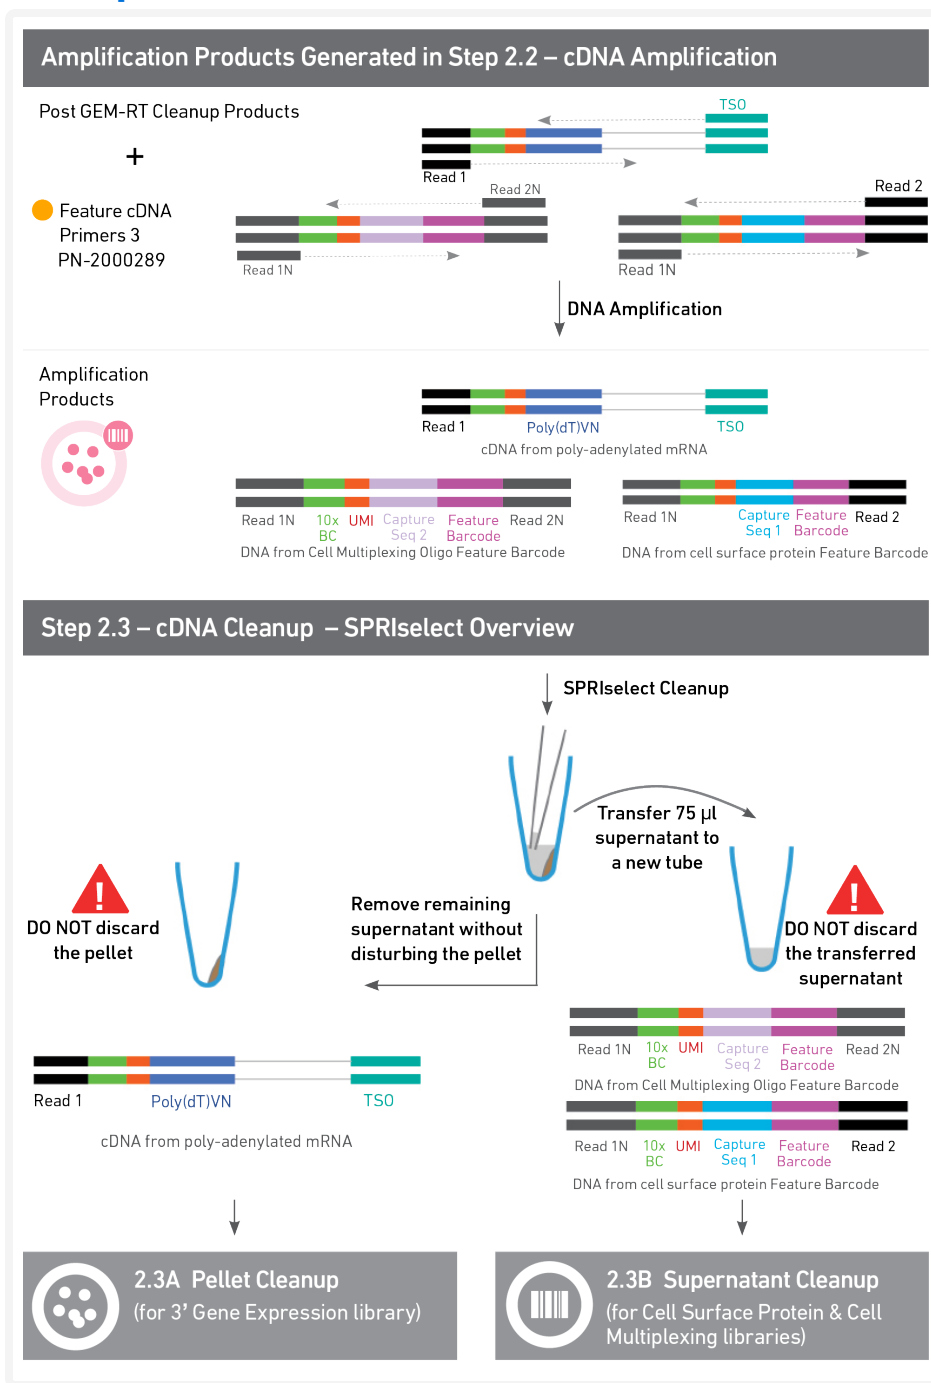 Amplification Products Generated in Step 2.2 – cDNA Amplification
Post GEM-RT Cleanup Products
+
TSO
Read 1
Feature cDNA
Primers 3
PN-2000289
Read 2N
Read 1N
Read 2
Read 1N
DNA Amplification
Amplification
Products
Read 1
Poly(dT)VN
TSO
cDNA from poly-adenylated mRNA
Read 1N
10x
BC
UMI
Capture
Seq 2
Feature
Barcode
Read 2N
DNA from Cell Multiplexing Oligo Feature Barcode
Read 1N
Capture
Seq 1
Feature
Barcode
Read 2
DNA from cell surface protein Feature Barcode
Step 2.3 – cDNA Cleanup – SPRIselect Overview
SPRIselect Cleanup
Transfer 75 μl
supernatant to
a new tube
!
DO NOT discard
the pellet
Remove remaining
supernatant without
disturbing the pellet
!
DO NOT discard
the transferred
supernatant
Read 1
Poly(dT)VN
TSO
cDNA from poly-adenylated mRNA
Read 1N
10x
BC
UMI
Capture
Seq 2
Feature
Barcode
Read 2N
DNA from Cell Multiplexing Oligo Feature Barcode
Read 1N
10x
BC
UMI
Capture
Seq 1
Feature
Barcode
Read 2
DNA from cell surface protein Feature Barcode
2.3A Pellet Cleanup
(for 3’ Gene Expression library)
2.3B Supernatant Cleanup
(for Cell Surface Protein & Cell
Multiplexing libraries)